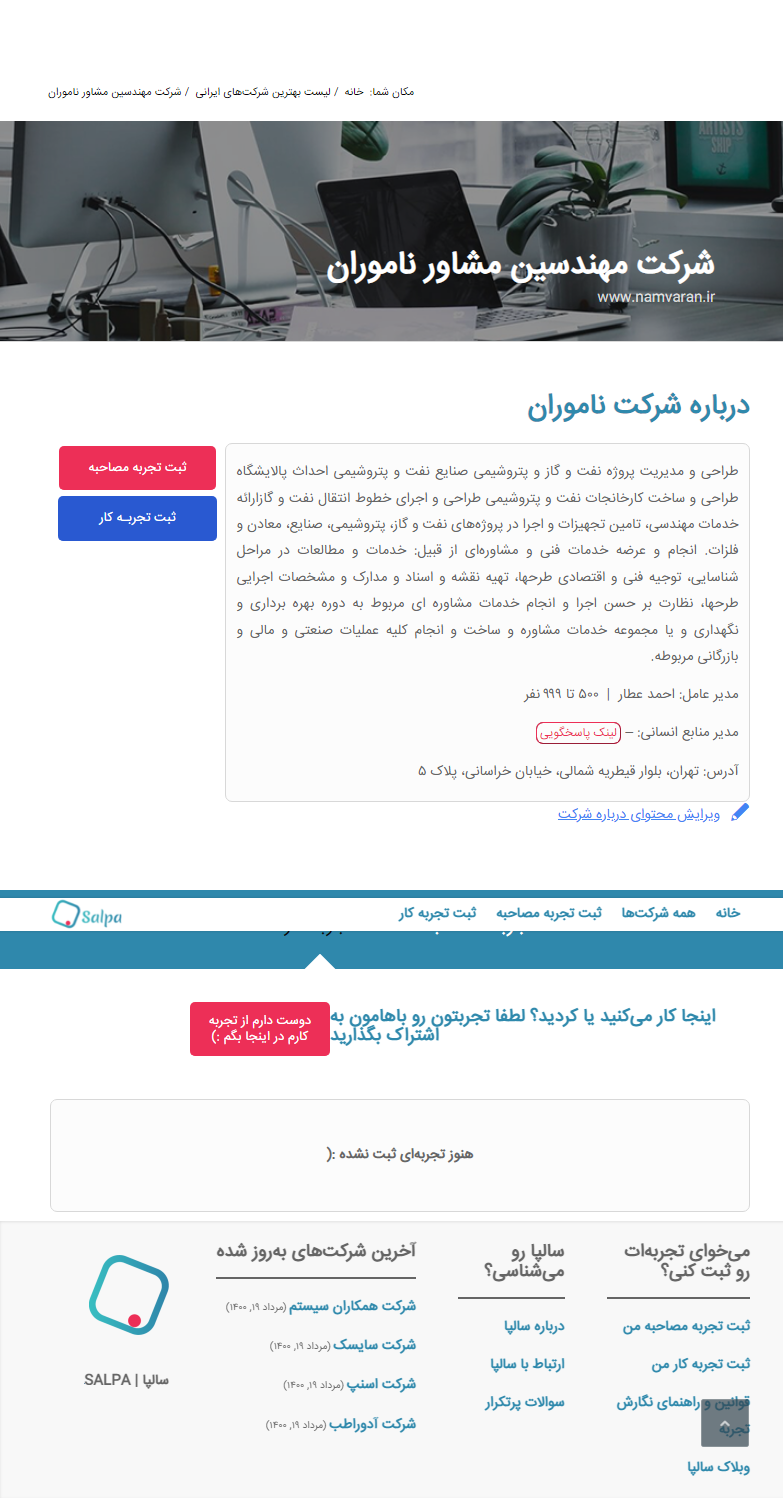 مکان شما: خانه / لیست بهترین شرکت‌های ایرانی / شرکت مهندسین مشاور ناموران
ARTISTS
SHIP
شرکت مهندسین مشاور ناموران
www.namvaran.ir
درباره شرکت ناموران
ثبت تجربه مصاحبه
ثبت تجربـه کار
طراحی و مدیریت پروژه نفت و گاز و پتروشیمی صنایع نفت و پتروشیمی احداث پالایشگاه
طراحی و ساخت کارخانجات نفت و پتروشیمی طراحی و اجرای خطوط انتقال نفت و گازارائه
خدمات مهندسی، تامین تجهیزات و اجرا در پروژه‌های نفت و گاز، پتروشیمی، صنایع، معادن و
فلزات. انجام و عرضه خدمات فنی و مشاوره‌ای از قبیل: خدمات و مطالعات در مراحل
شناسایی، توجیه فنی و اقتصادی طرحها، تهیه نقشه و اسناد و مدارک و مشخصات اجرایی
طرحها، نظارت بر حسن اجرا و انجام خدمات مشاوره ای مربوط به دوره بهره برداری و
نگهداری و یا مجموعه خدمات مشاوره و ساخت و انجام کلیه عملیات صنعتی و مالی و
بازرگانی مربوطه.
مدیر عامل: احمد عطار | ۵۰۰ تا ۹۹۹ نفر
مدیر منابع انسانی: – لینک پاسخگویی
آدرس: تهران، بلوار قیطریه شمالی، خیابان خراسانی، پلاک ۵
ویرایش محتوای درباره شرکت
خانه همه شرکت‌ها ثبت تجربه مصاحبه ثبت تجربه کار Salpa
اینجا کار می‌کنید یا کردید؟ لطفا تجربتون رو باهامون به
اشتراک بگذارید
دوست دارم از تجربه
کارم در اینجا بگم :)
هنوز تجربه‌ای ثبت نشده :(
می‌خوای تجربه‌ات
رو ثبت کنی؟
ثبت تجربه مصاحبه من
ثبت تجربه کار من
قوانین و راهنمای نگارش
تجربه
وبلاگ سالپا
سالپا رو
می‌شناسی؟
درباره سالپا
ارتباط با سالپا
سوالات پرتکرار
آخرین شرکت‌های به‌روز شده
شرکت همکاران سیستم (مرداد ۱۹, ۱۴۰۰)
شرکت سایسک (مرداد ۱۹, ۱۴۰۰)
شرکت اسنپ (مرداد ۱۹, ۱۴۰۰)
شرکت آدوراطب (مرداد ۱۹, ۱۴۰۰)
سالپا | SALPA